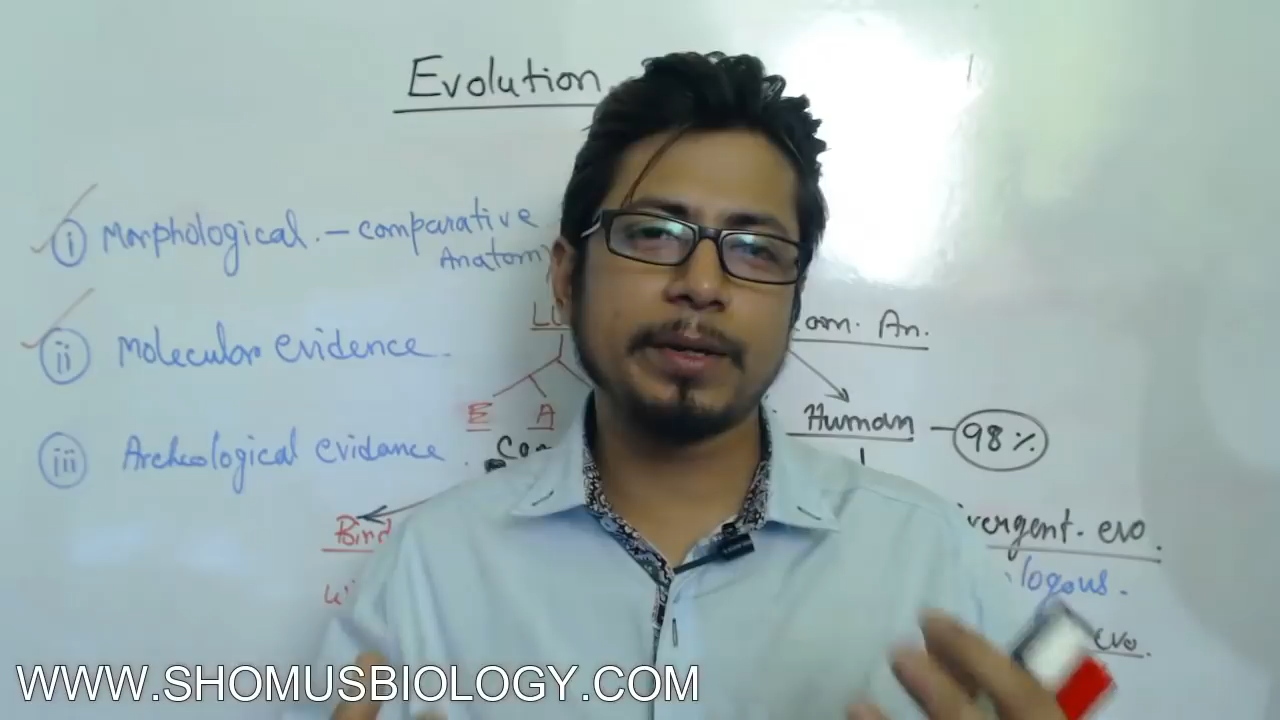 Evolution
i Morphological. - comparative
Anatomy
ii Molecular evidence.
com. An.
E A
Human - 98%
iii Archeological evidance.
Bird
vergent. evo.
logous.
evo.
WWW.SHOMUSBIOLOGY.COM